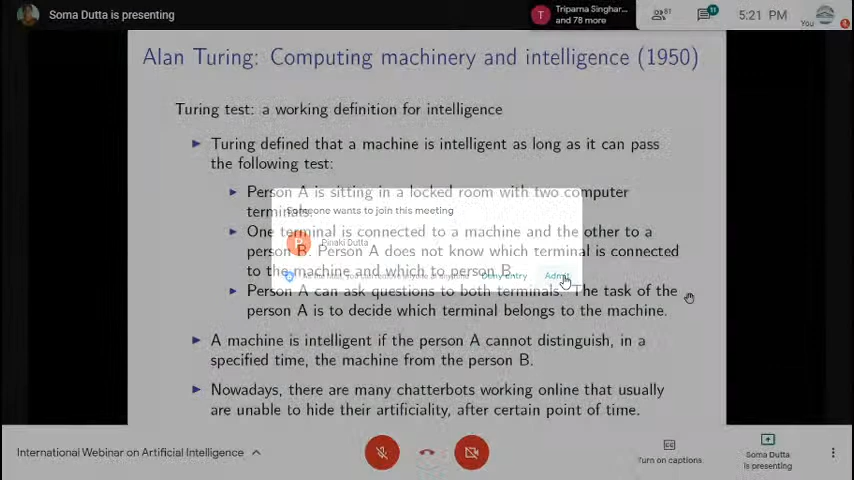 Soma Dutta is presenting
T
Triparna Singhar...
and 78 more
81
11
5:21 PM
You
Alan Turing: Computing machinery and intelligence (1950)
Turing test: a working definition for intelligence
Turing defined that a machine is intelligent as long as it can pass
the following test:
Person A is sitting in a locked room with two computer
terminals.
Someone wants to join this meeting
One terminal is connected to a machine and the other to a
person B. Person A does not know which terminal is connected
to the machine and which to person B.
P
Pinaki Dutta
Deny entry
Admit
Person A can ask questions to both terminals. The task of the
person A is to decide which terminal belongs to the machine.
A machine is intelligent if the person A cannot distinguish, in a
specified time, the machine from the person B.
Nowadays, there are many chatterbots working online that usually
are unable to hide their artificiality, after certain point of time.
International Webinar on Artificial Intelligence
Turn on captions
Soma Dutta
is presenting